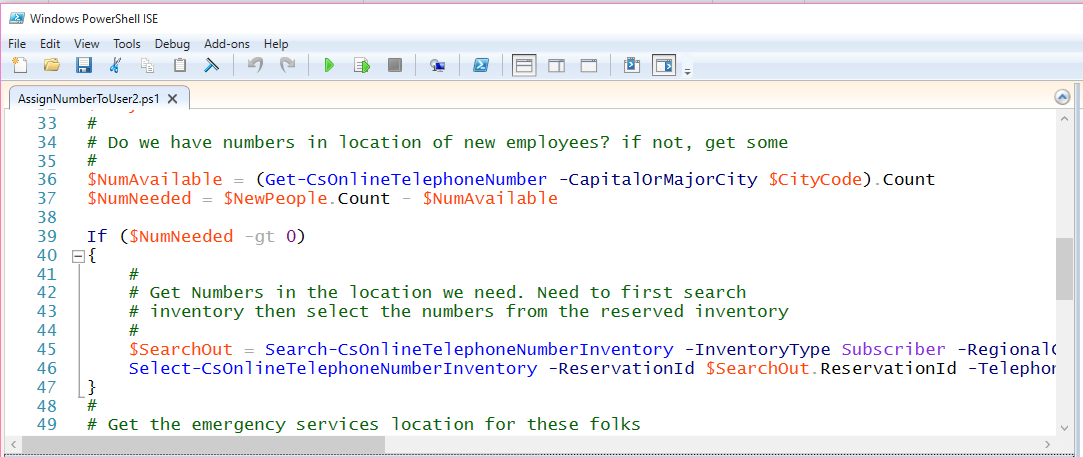 Windows PowerShell ISE
File Edit View Tools Debug Add-ons Help
AssignNumberToUser2.ps1
33 #
34 # Do we have numbers in location of new employees? if not, get some
35 #
36 $NumAvailable = (Get-CsOnlineTelephoneNumber -CapitalOrMajorCity $CityCode).Count
37 $NumNeeded = $NewPeople.Count - $NumAvailable
38
39 If ($NumNeeded -gt 0)
40 {
41 #
42 # Get Numbers in the location we need. Need to first search
43 # inventory then select the numbers from the reserved inventory
44 #
45 $SearchOut = Search-CsOnlineTelephoneNumberInventory -InventoryType Subscriber -Regional
46 Select-CsOnlineTelephoneNumberInventory -ReservationId $SearchOut.ReservationId -Telephon
47 }
48 #
49 # Get the emergency services location for these folks